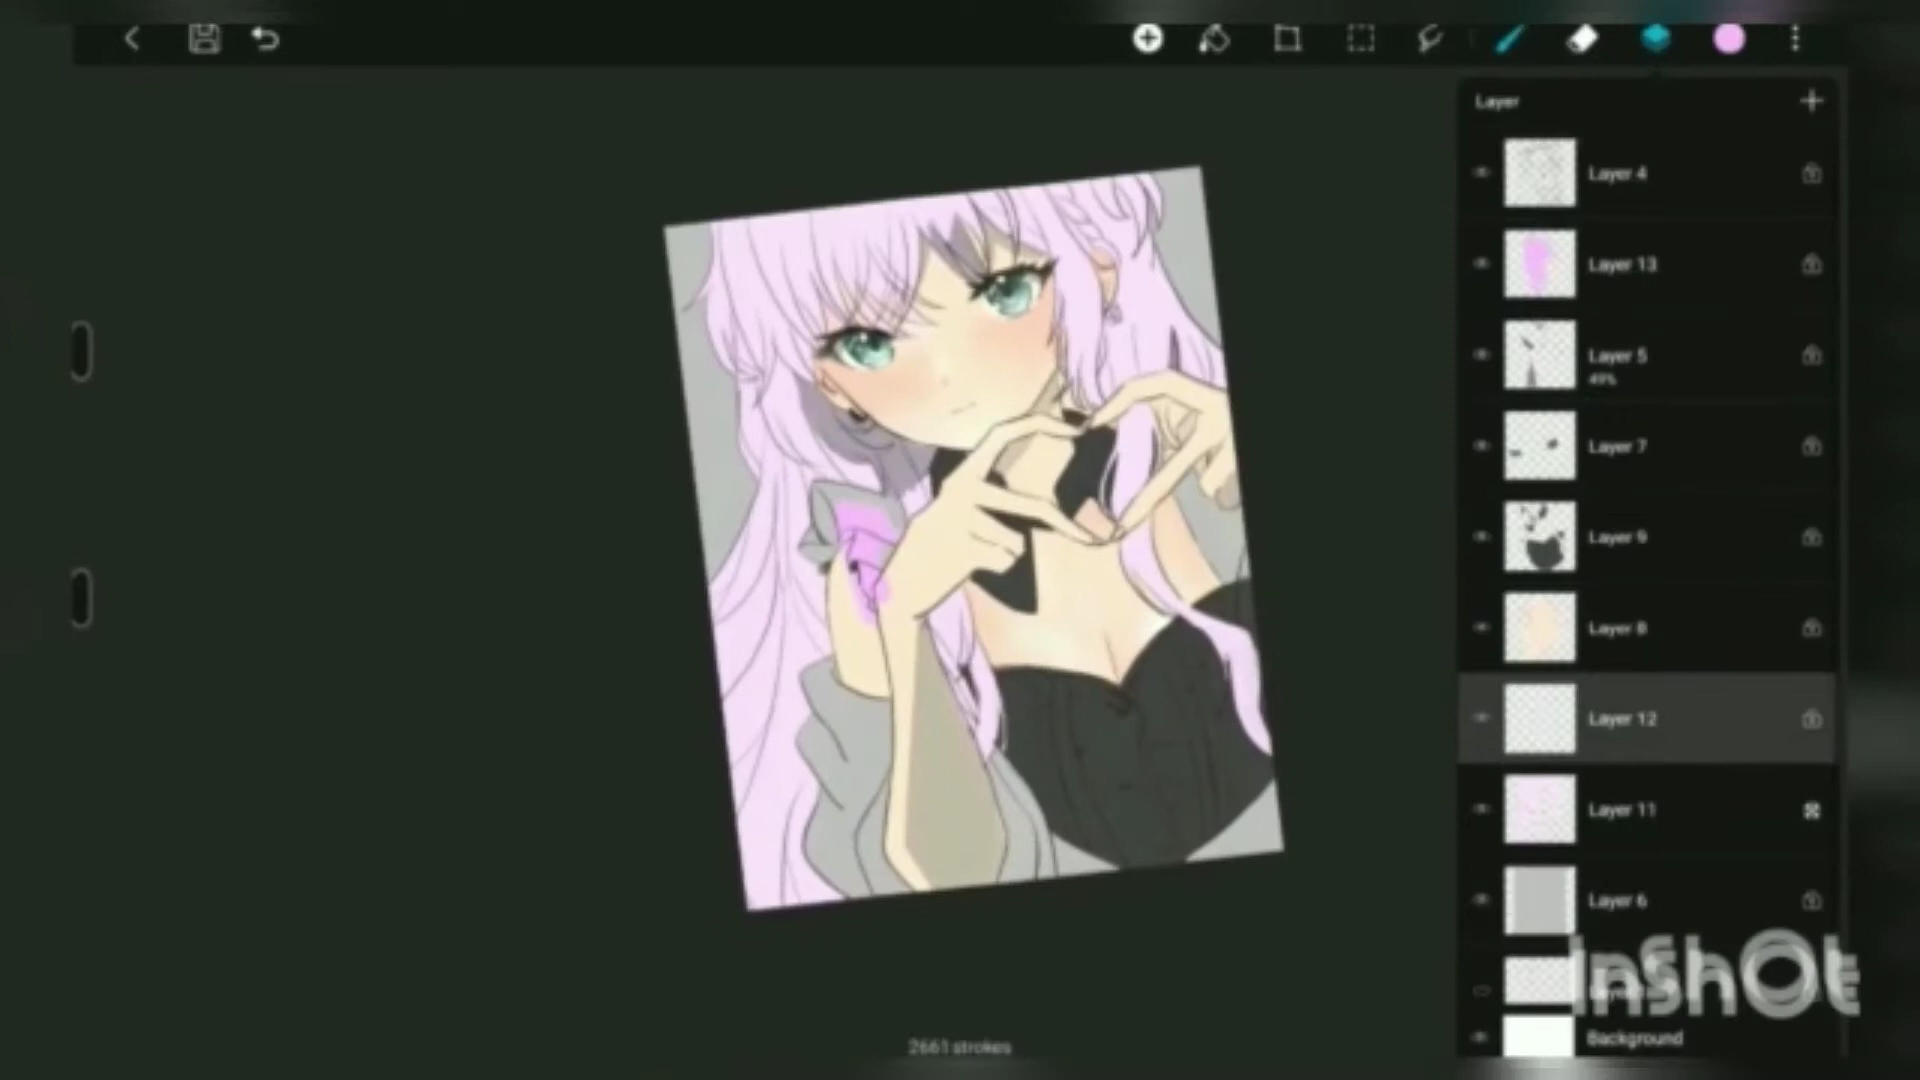 Layer
Layer 4
Layer 13
Layer 5
49%
Layer 7
Layer 9
Layer 8
Layer 12
Layer 11
Layer 6
InShOt
Background
2661 strokes